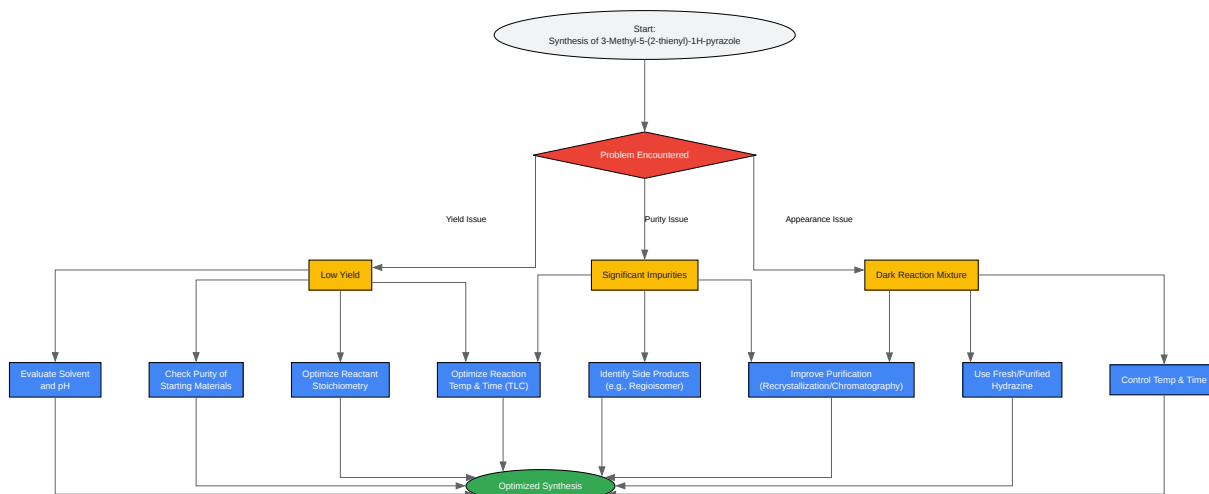 Start:
Synthesis of 3-Methyl-5-(2-thienyl)-1H-pyrazole
Problem Encountered
Yield Issue
Purity Issue
Appearance Issue
Low Yield
Significant Impurities
Dark Reaction Mixture
Evaluate Solvent
and pH
Check Purity of
Starting Materials
Optimize Reactant
Stoichiometry
Optimize Reaction
Temp & Time (TLC)
Identify Side Products
(e.g., Regioisomer)
Improve Purification
(Recrystallization/Chromatography)
Use Fresh/Purified
Hydrazine
Control Temp & Time
Optimized Synthesis